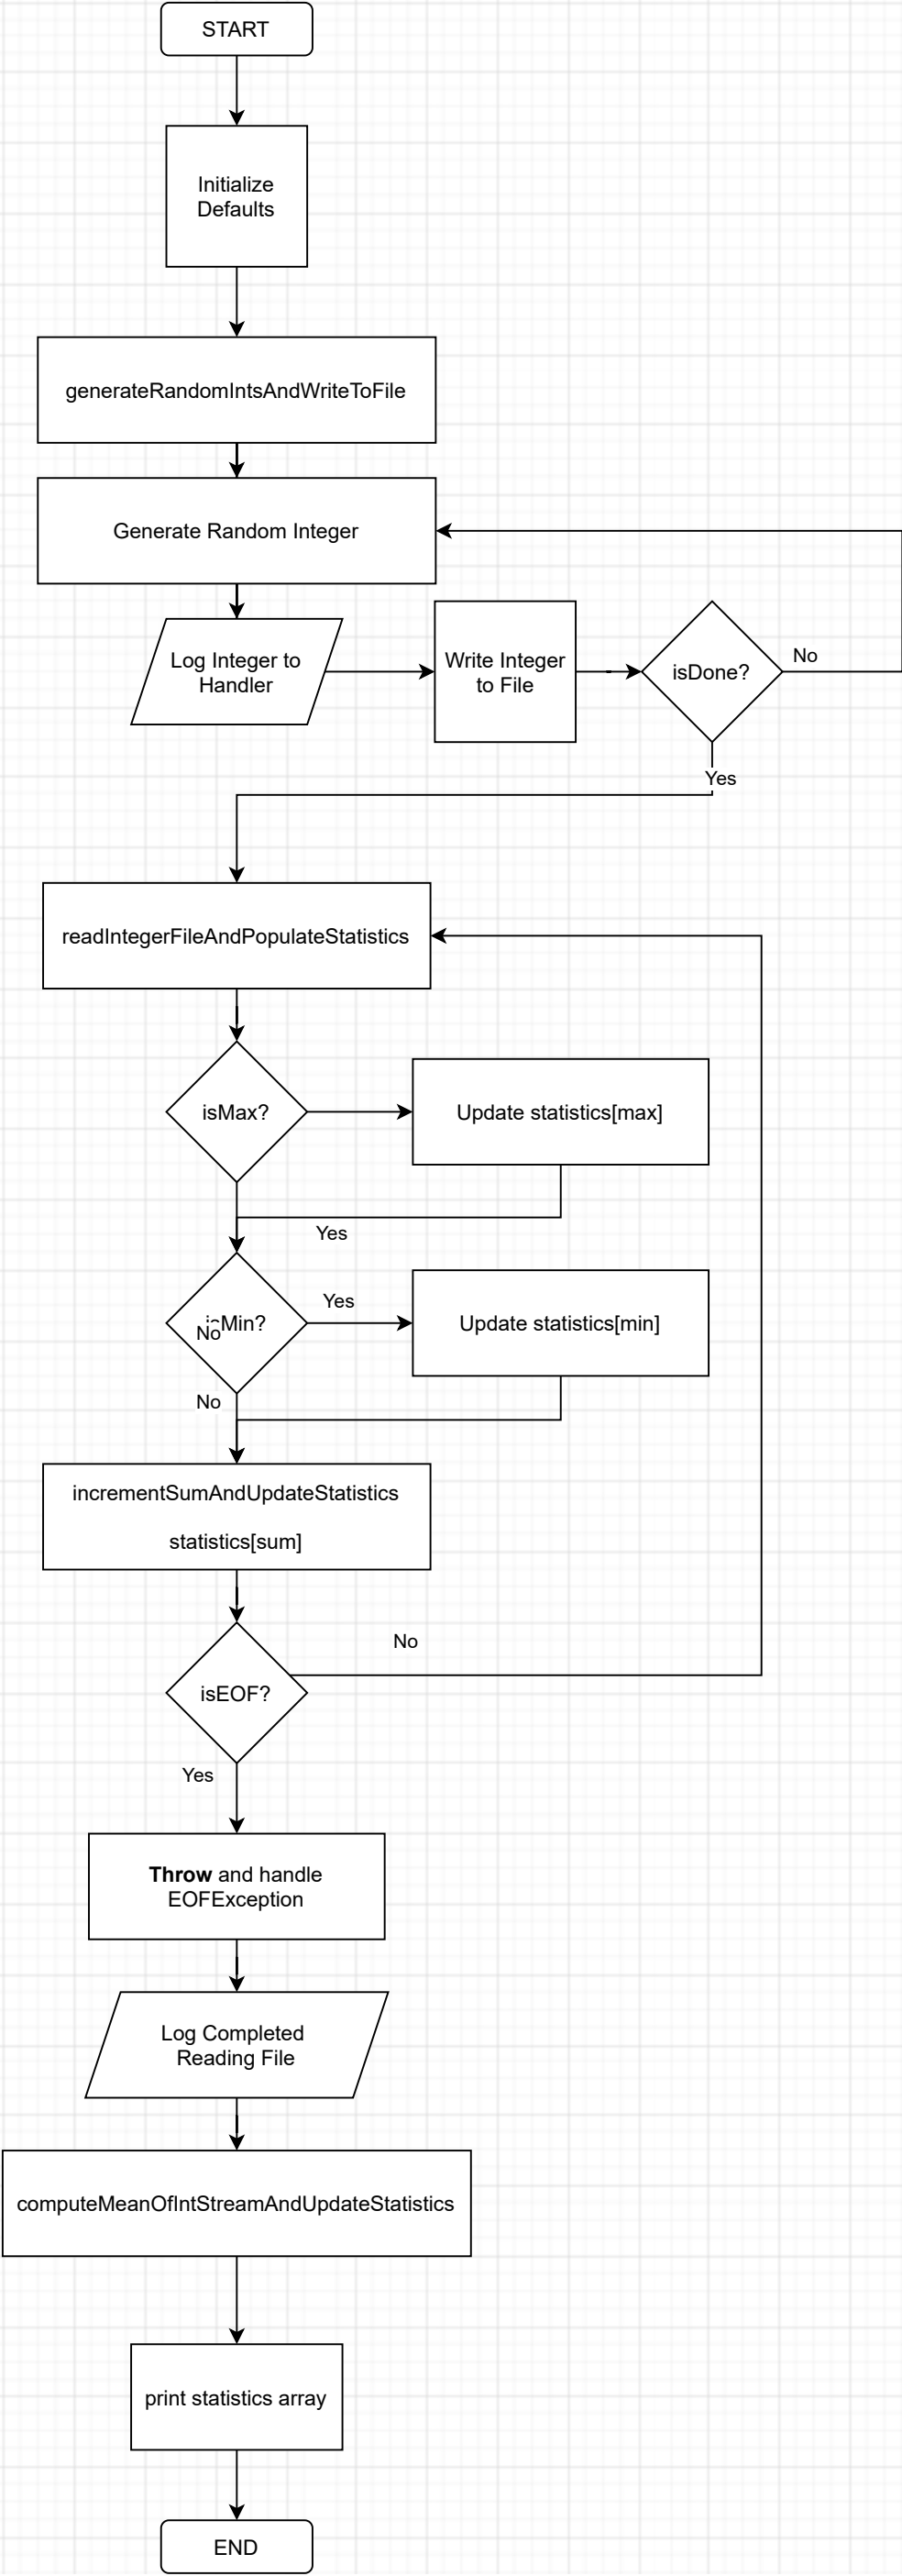 START
Initialize
Defaults
generateRandomIntsAndWriteToFile
Generate Random Integer
Log Integer to
Handler
Write Integer
to File
isDone?
No
Yes
readIntegerFileAndPopulateStatistics
isMax?
Update statistics[max]
Yes
isMin?
No
Yes
Update statistics[min]
No
incrementSumAndUpdateStatistics
statistics[sum]
No
isEOF?
Yes
Throw and handle
EOFException
Log Completed
Reading File
computeMeanOfIntStreamAndUpdateStatistics
print statistics array
END